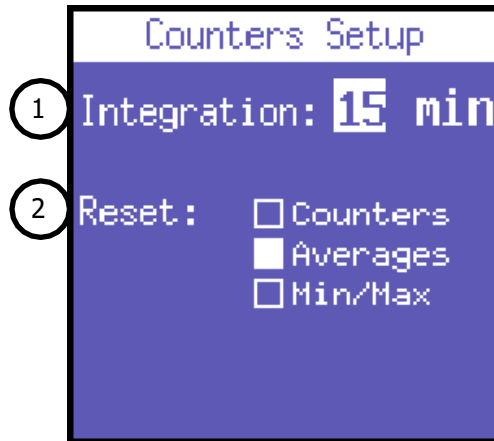 Counters Setup
1 Integration: 15 min
2 Reset: Counters
Averages
Min/Max